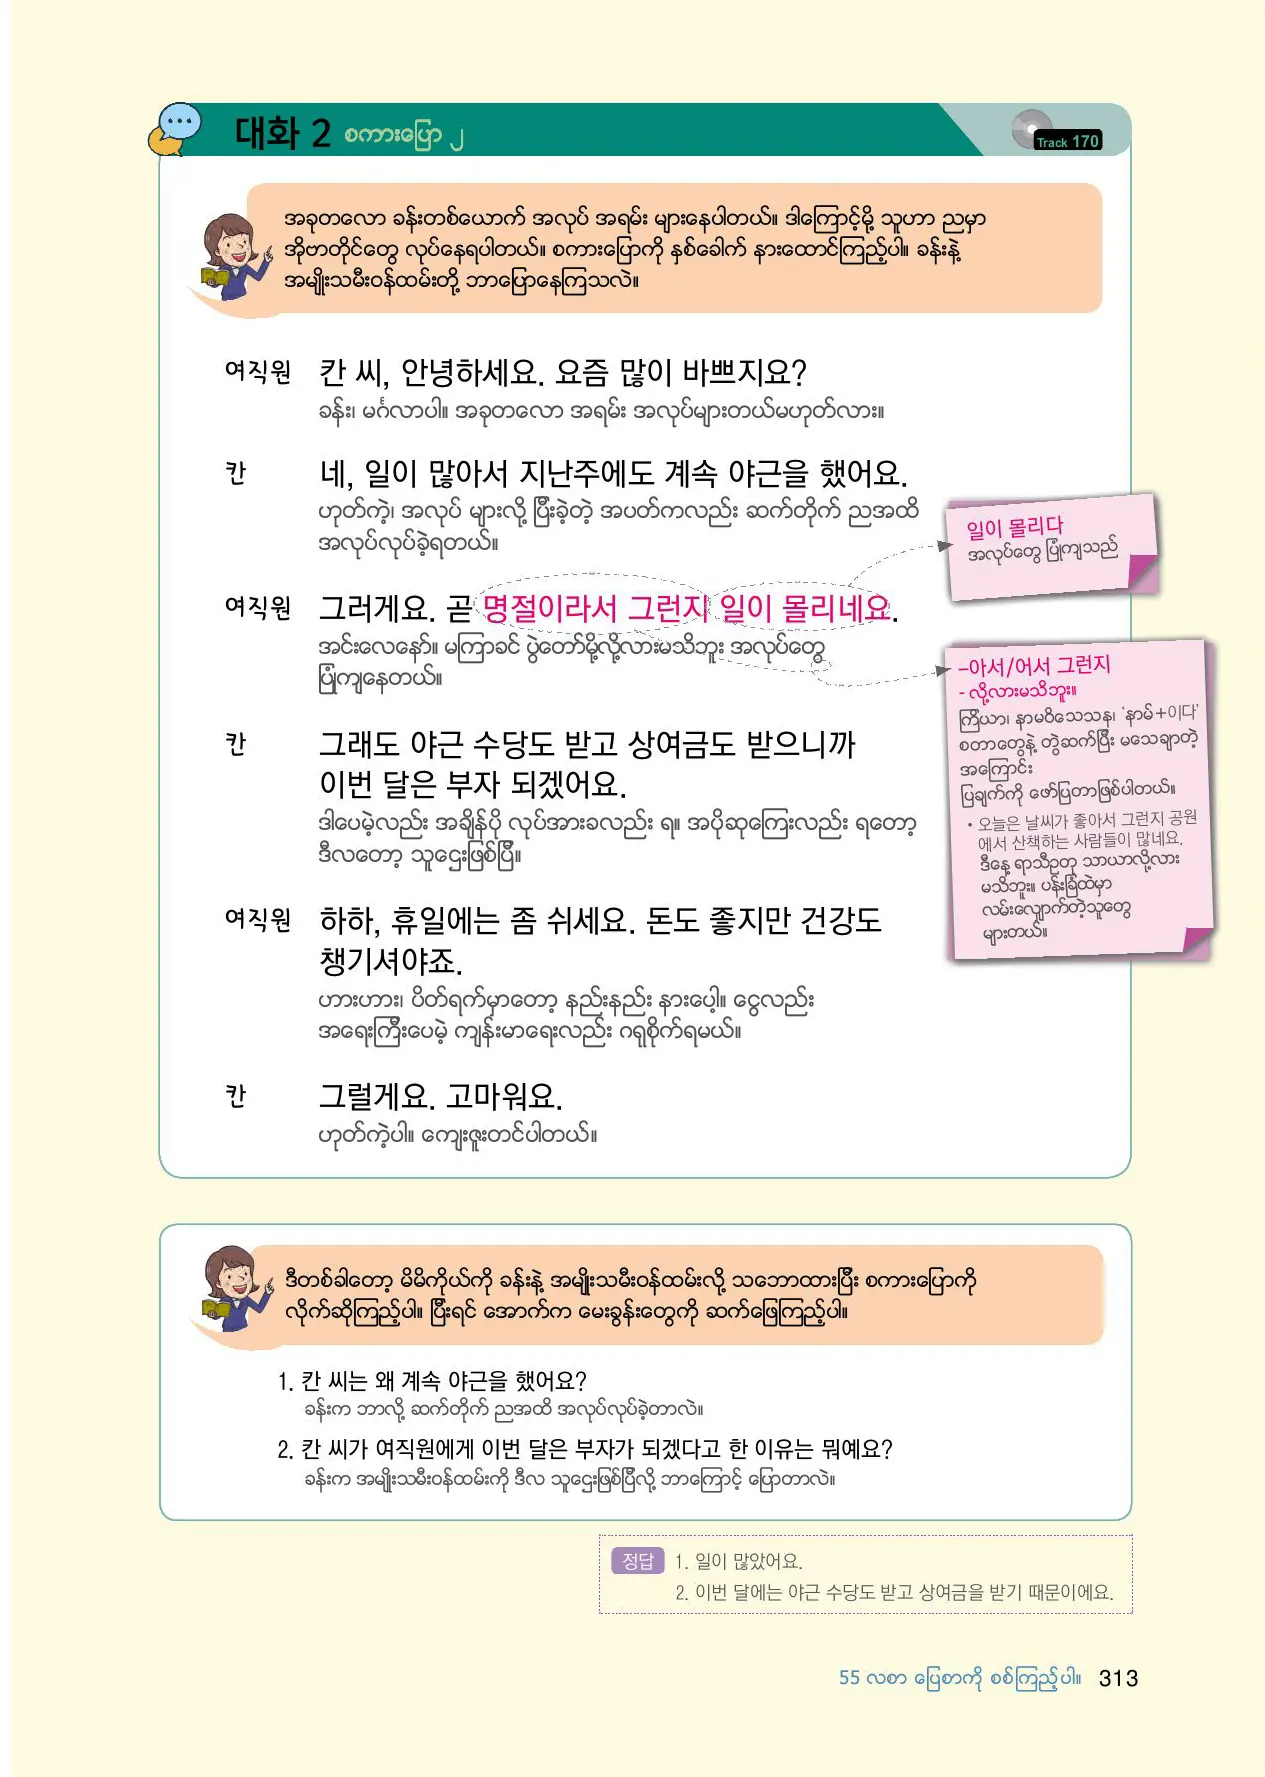 대화 2 စကားပြော ၂
Track 170
အခုတလော ခန်းတစ်ယောက် အလုပ် အရမ်း များနေပါတယ်။ ဒါကြောင့်မို့ သူဟာ ညမှာ
အိုဗာတိုင်တွေ လုပ်နေရပါတယ်။ စကားပြောကို နှစ်ခေါက် နားထောင်ကြည့်ပါ။ ခန်းနဲ့
အမျိုးသမီးဝန်ထမ်းတို့ ဘာပြောနေကြသလဲ။
여직원 칸 씨, 안녕하세요. 요즘 많이 바쁘지요?
ခန်း၊ မင်္ဂလာပါ။ အခုတလော အရမ်း အလုပ်များတယ်မဟုတ်လား။
칸 네, 일이 많아서 지난주에도 계속 야근을 했어요.
ဟုတ်ကဲ့၊ အလုပ် များလို့ ပြီးခဲ့တဲ့ အပတ်ကလည်း ဆက်တိုက် ညအထိ
အလုပ်လုပ်ခဲ့ရတယ်။
여직원 그러게요. 곧 명절이라서 그런지 일이 몰리네요.
အင်းလေနော်။ မကြာခင် ပွဲတော်မို့လို့လားမသိဘူး အလုပ်တွေ
ပြုံကျနေတယ်။
칸 그래도 야근 수당도 받고 상여금도 받으니까
이번 달은 부자 되겠어요.
ဒါပေမဲ့လည်း အချိန်ပို လုပ်အားခလည်း ရ။ အပိုဆုကြေးလည်း ရတော့
ဒီလတော့ သူဌေးဖြစ်ပြီ။
여직원 하하, 휴일에는 좀 쉬세요. 돈도 좋지만 건강도
챙기셔야죠.
ဟားဟား၊ ပိတ်ရက်မှာတော့ နည်းနည်း နားပေါ့။ ငွေလည်း
အရေးကြီးပေမဲ့ ကျန်းမာရေးလည်း ဂရုစိုက်ရမယ်။
칸 그럴게요. 고마워요.
ဟုတ်ကဲ့ပါ။ ကျေးဇူးတင်ပါတယ်။
일이 몰리다
အလုပ်တွေ ပြုံကျသည်
–아서/어서 그런지
- လို့လားမသိဘူး။
ကြိယာ၊ နာမဝိသေသန၊ ‘နာမ်+이다’
စတာတွေနဲ့ တွဲဆက်ပြီး မသေချာတဲ့
အကြောင်း
ပြချက်ကို ဖော်ပြတာဖြစ်ပါတယ်။
• 오늘은 날씨가 좋아서 그런지 공원
에서 산책하는 사람들이 많네요.
ဒီနေ့ ရာသီဥတု သာယာလို့လား
မသိဘူး။ ပန်းခြံထဲမှာ
လမ်းလျှောက်တဲ့သူတွေ
များတယ်။
ဒီတစ်ခါတော့ မိမိကိုယ်ကို ခန်းနဲ့ အမျိုးသမီးဝန်ထမ်းလို့ သဘောထားပြီး စကားပြောကို
လိုက်ဆိုကြည့်ပါ။ ပြီးရင် အောက်က မေးခွန်းတွေကို ဆက်ဖြေကြည့်ပါ။
1. 칸 씨는 왜 계속 야근을 했어요?
ခန်းက ဘာလို့ ဆက်တိုက် ညအထိ အလုပ်လုပ်ခဲ့တာလဲ။
2. 칸 씨가 여직원에게 이번 달은 부자가 되겠다고 한 이유는 뭐예요?
ခန်းက အမျိုးသမီးဝန်ထမ်းကို ဒီလ သူဌေးဖြစ်ပြီလို့ ဘာကြောင့် ပြောတာလဲ။
정답 1. 일이 많았어요.
2. 이번 달에는 야근 수당도 받고 상여금을 받기 때문이에요.
55 လစာ ပြေစာကို စစ်ကြည့်ပါ။ 313